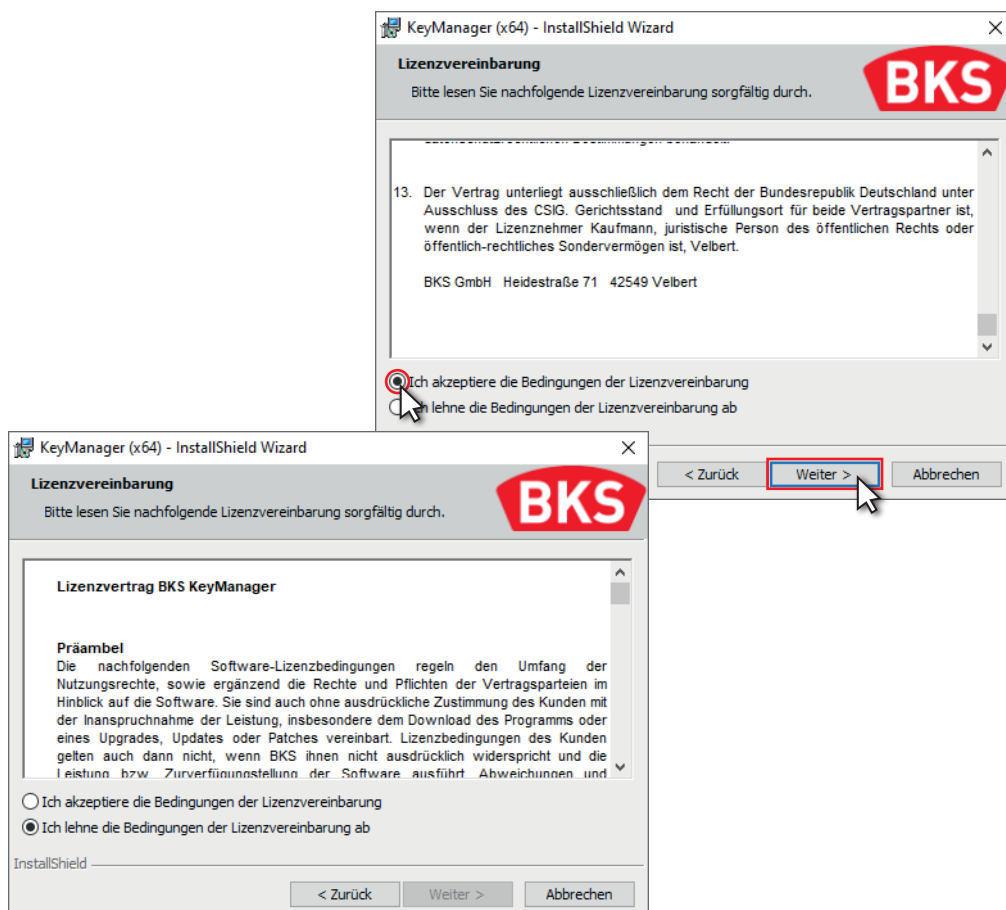 KeyManager (x64) - InstallShield Wizard
Lizenzvereinbarung
Bitte lesen Sie nachfolgende Lizenzvereinbarung sorgfältig durch.
BKS
13. Der Vertrag unterliegt ausschließlich dem Recht der Bundesrepublik Deutschland unter
Ausschluss des CSIG. Gerichtsstand und Erfüllungsort für beide Vertragspartner ist,
wenn der Lizenznehmer Kaufmann, juristische Person des öffentlichen Rechts oder
öffentlich-rechtliches Sondervermögen ist, Velbert.
BKS GmbH Heidestraße 71 42549 Velbert
Ich akzeptiere die Bedingungen der Lizenzvereinbarung
lehne die Bedingungen der Lizenzvereinbarung ab
< Zurück
Weiter >
Abbrechen
KeyManager (x64) - InstallShield Wizard
Lizenzvereinbarung
Bitte lesen Sie nachfolgende Lizenzvereinbarung sorgfältig durch.
BKS
Lizenzvertrag BKS KeyManager
Präambel
Die nachfolgenden Software-Lizenzbedingungen regeln den Umfang der
Nutzungsrechte, sowie ergänzend die Rechte und Pflichten der Vertragsparteien im
Hinblick auf die Software. Sie sind auch ohne ausdrückliche Zustimmung des Kunden mit
der Inanspruchnahme der Leistung, insbesondere dem Download des Programms oder
eines Upgrades, Updates oder Patches vereinbart. Lizenzbedingungen des Kunden
gelten auch dann nicht, wenn BKS ihnen nicht ausdrücklich widerspricht und die
Leistung bzw. Zurverfügungstellung der Software ausführt. Abweichungen und
Ich akzeptiere die Bedingungen der Lizenzvereinbarung
Ich lehne die Bedingungen der Lizenzvereinbarung ab
InstallShield
< Zurück
Weiter >
Abbrechen